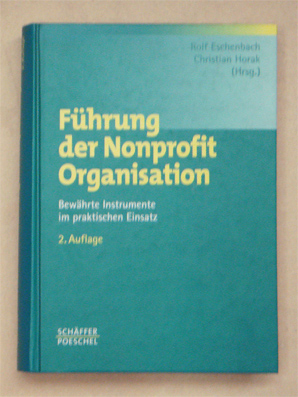 Rolf Eschenbach
Christian Horak
(Hrsg.)
Führung
der Nonprofit
Organisation
Bewährte Instrumente
im praktischen Einsatz
2. Auflage
SCHÄFFER
POESCHEL